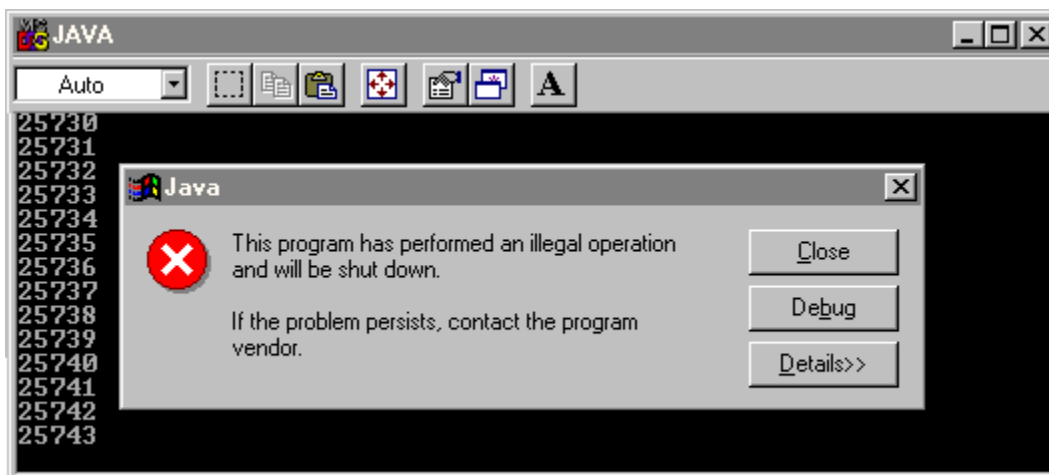 JAVA
Auto
A
25730
25731
25732
25733
25734
25735
25736
25737
25738
25739
25740
25741
25742
25743
Java
This program has performed an illegal operation
and will be shut down.
If the problem persists, contact the program
vendor.
Close
Debug
Details>>